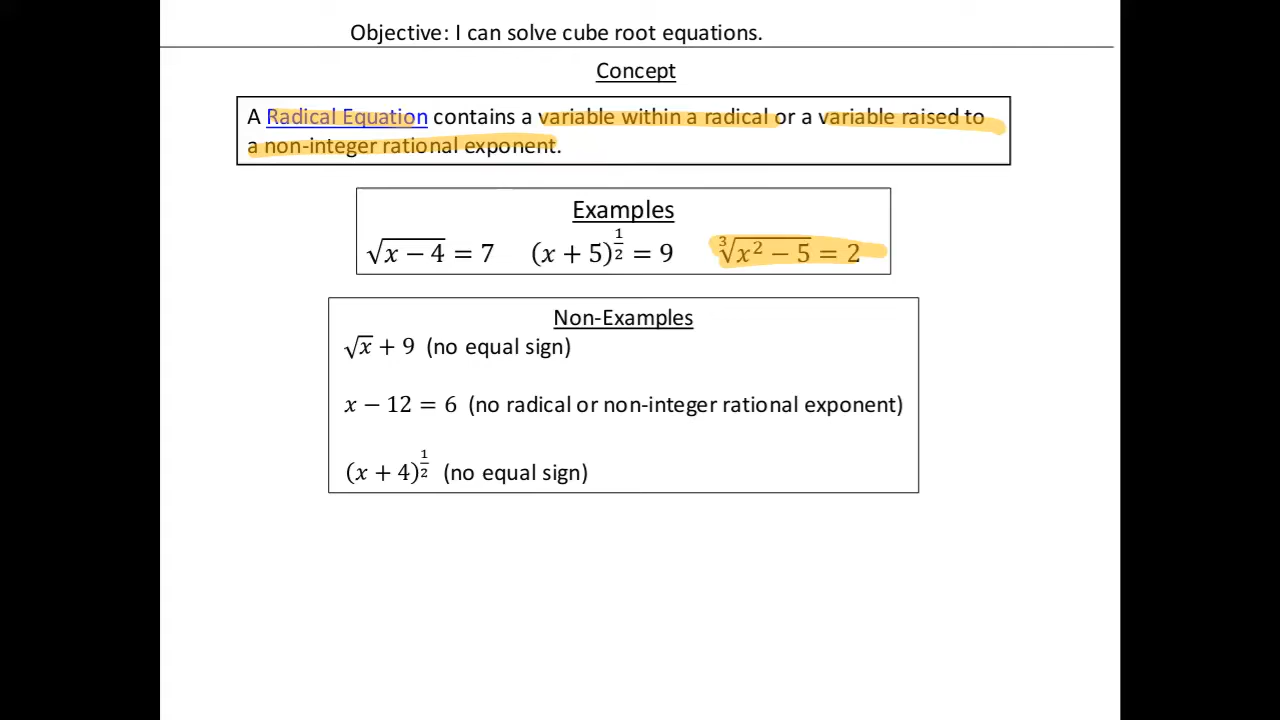 Objective: I can solve cube root equations.
Concept
A Radical Equation contains a variable within a radical or a variable raised to
a non-integer rational exponent.
Examples
√(x − 4) = 7 (x + 5)^(1/2) = 9 ∛(x² − 5) = 2
Non-Examples
√x + 9 (no equal sign)
x − 12 = 6 (no radical or non-integer rational exponent)
(x + 4)^(1/2) (no equal sign)